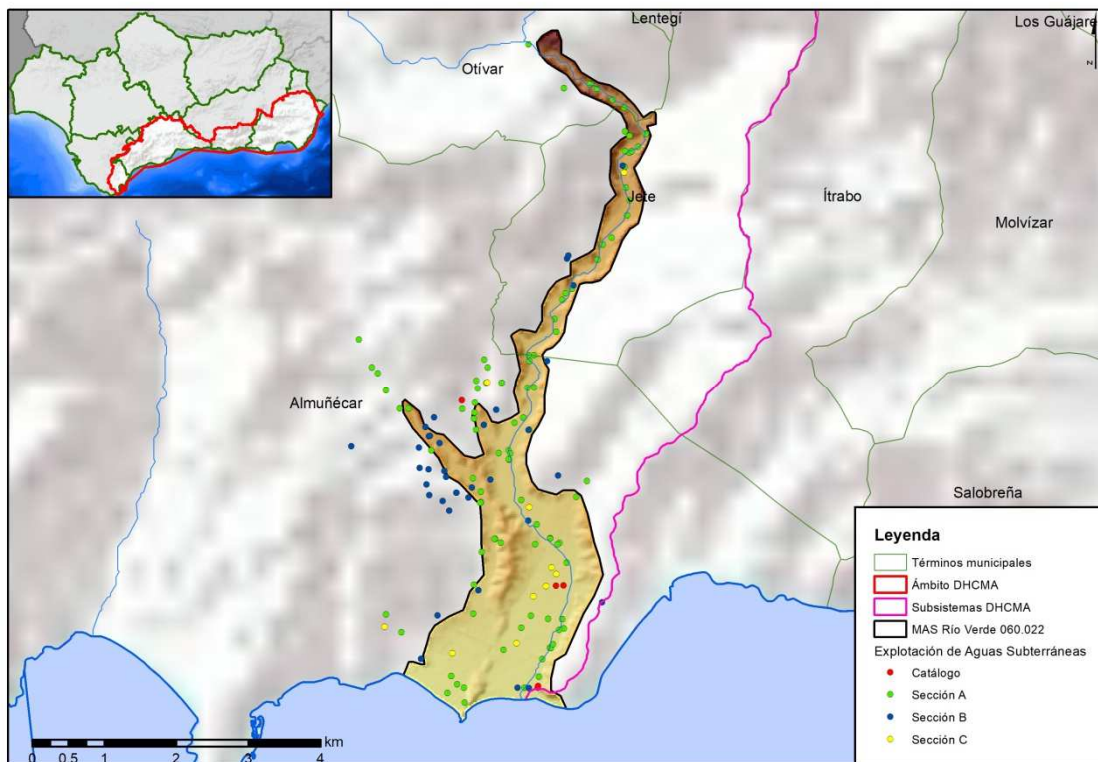 Lentegí
Los Guájare
Otívar
N
Jete
Ítrabo
Molvízar
Almuñécar
Salobreña
Leyenda
Términos municipales
Ámbito DHCMA
Subsistemas DHCMA
MAS Río Verde 060.022
Explotación de Aguas Subterráneas
Catálogo
Sección A
Sección B
Sección C
km
0 0.5 1 2 3 4